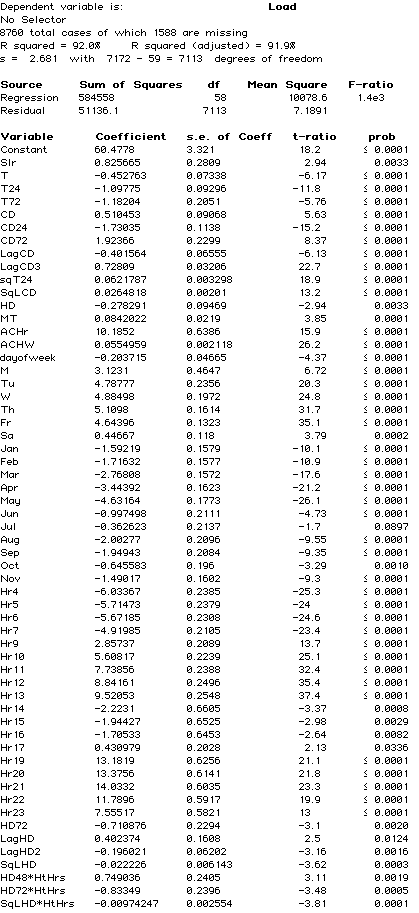 Dependent variable is: Load
No Selector
8760 total cases of which 1588 are missing
R squared = 92.0% R squared (adjusted) = 91.9%
s = 2.681 with 7172 - 59 = 7113 degrees of freedom
Source Sum of Squares df Mean Square F-ratio
Regression 584558 58 10078.6 1.4e3
Residual 51136.1 7113 7.1891
Variable Coefficient s.e. of Coeff t-ratio prob
Constant 60.4778 3.321 18.2 ≤ 0.0001
Slr 0.825665 0.2809 2.94 0.0033
T -0.452763 0.07338 -6.17 ≤ 0.0001
T24 -1.09775 0.09296 -11.8 ≤ 0.0001
T72 -1.18204 0.2051 -5.76 ≤ 0.0001
CD 0.510453 0.09068 5.63 ≤ 0.0001
CD24 -1.73035 0.1138 -15.2 ≤ 0.0001
CD72 1.92366 0.2299 8.37 ≤ 0.0001
LagCD -0.401564 0.06555 -6.13 ≤ 0.0001
LagCD3 0.72809 0.03206 22.7 ≤ 0.0001
sqT24 0.0621787 0.003298 18.9 ≤ 0.0001
SqLCD 0.0264818 0.00201 13.2 ≤ 0.0001
HD -0.278291 0.09469 -2.94 0.0033
MT 0.0842022 0.0219 3.85 ≤ 0.0001
ACHr 10.1852 0.6386 15.9 ≤ 0.0001
ACHW 0.0554959 0.002118 26.2 ≤ 0.0001
dayofweek -0.203715 0.04665 -4.37 ≤ 0.0001
M 3.1231 0.4647 6.72 ≤ 0.0001
Tu 4.78777 0.2356 20.3 ≤ 0.0001
W 4.88498 0.1972 24.8 ≤ 0.0001
Th 5.1098 0.1614 31.7 ≤ 0.0001
Fr 4.64396 0.1323 35.1 ≤ 0.0001
Sa 0.44667 0.118 3.79 0.0002
Jan -1.59219 0.1579 -10.1 ≤ 0.0001
Feb -1.71632 0.1577 -10.9 ≤ 0.0001
Mar -2.76808 0.1572 -17.6 ≤ 0.0001
Apr -3.44392 0.1623 -21.2 ≤ 0.0001
May -4.63164 0.1773 -26.1 ≤ 0.0001
Jun -0.997498 0.2111 -4.73 ≤ 0.0001
Jul -0.362623 0.2137 -1.7 0.0897
Aug -2.00277 0.2096 -9.55 ≤ 0.0001
Sep -1.94943 0.2084 -9.35 ≤ 0.0001
Oct -0.645583 0.196 -3.29 0.0010
Nov -1.49017 0.1602 -9.3 ≤ 0.0001
Hr4 -6.03367 0.2385 -25.3 ≤ 0.0001
Hr5 -5.71473 0.2379 -24 ≤ 0.0001
Hr6 -5.67185 0.2308 -24.6 ≤ 0.0001
Hr7 -4.91985 0.2105 -23.4 ≤ 0.0001
Hr9 2.85737 0.2089 13.7 ≤ 0.0001
Hr10 5.60817 0.2239 25.1 ≤ 0.0001
Hr11 7.73856 0.2388 32.4 ≤ 0.0001
Hr12 8.84161 0.2496 35.4 ≤ 0.0001
Hr13 9.52053 0.2548 37.4 ≤ 0.0001
Hr14 -2.2231 0.6605 -3.37 0.0008
Hr15 -1.94427 0.6525 -2.98 0.0029
Hr16 -1.70533 0.6453 -2.64 0.0082
Hr17 0.430979 0.2028 2.13 0.0336
Hr19 13.1819 0.6256 21.1 ≤ 0.0001
Hr20 13.3756 0.6141 21.8 ≤ 0.0001
Hr21 14.0332 0.6035 23.3 ≤ 0.0001
Hr22 11.7896 0.5917 19.9 ≤ 0.0001
Hr23 7.55517 0.5821 13 ≤ 0.0001
HD72 -0.710876 0.2294 -3.1 0.0020
LagHD 0.402374 0.1608 2.5 0.0124
LagHD2 -0.196021 0.06202 -3.16 0.0016
SqLHD -0.022226 0.006143 -3.62 0.0003
HD48*HtHrs 0.749036 0.2405 3.11 0.0019
HD72*HtHrs -0.83349 0.2396 -3.48 0.0005
SqLHD*HtHrs -0.00974247 0.002554 -3.81 0.0001